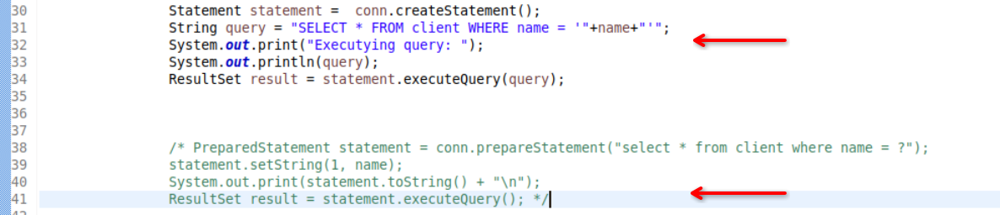 30 Statement statement =  conn.createStatement();
31 String query = "SELECT * FROM client WHERE name = '"+name+"'";
32 System.out.print("Executying query: ");
33 System.out.println(query);
34 ResultSet result = statement.executeQuery(query);
35
36
37
38 /* PreparedStatement statement = conn.prepareStatement("select * from client where name = ?");
39 statement.setString(1, name);
40 System.out.print(statement.toString() + "\n");
41 ResultSet result = statement.executeQuery(); */